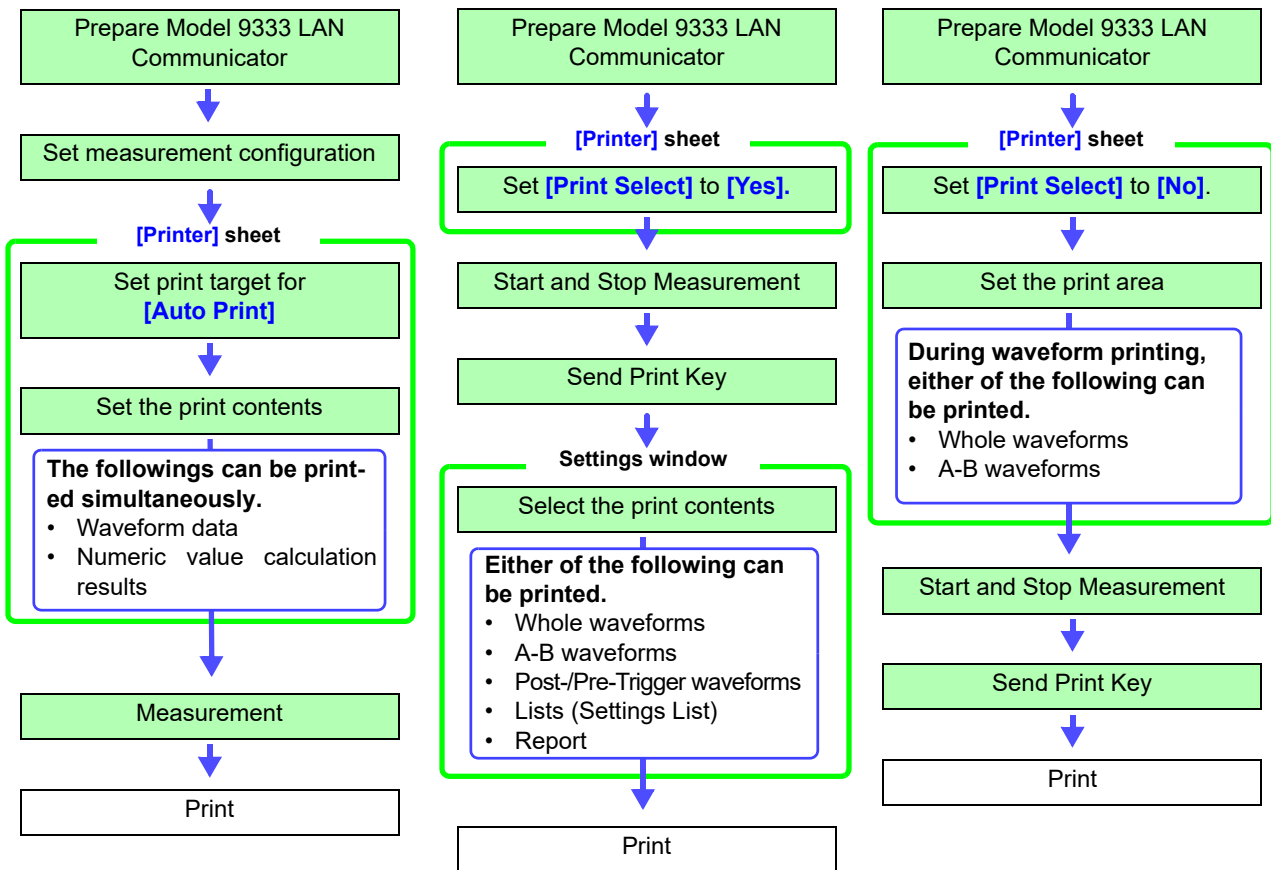 Prepare Model 9333 LAN
Communicator
Set measurement configuration
[Printer] sheet
Set print target for
[Auto Print]
Set the print contents
The followings can be print-
ed simultaneously.
• Waveform data
• Numeric value calculation
results
Measurement
Print
Prepare Model 9333 LAN
Communicator
[Printer] sheet
Set [Print Select] to [Yes].
Start and Stop Measurement
Send Print Key
Settings window
Select the print contents
Either of the following can
be printed.
• Whole waveforms
• A-B waveforms
• Post-/Pre-Trigger waveforms
• Lists (Settings List)
• Report
Print
Prepare Model 9333 LAN
Communicator
[Printer] sheet
Set [Print Select] to [No].
Set the print area
During waveform printing,
either of the following can
be printed.
• Whole waveforms
• A-B waveforms
Start and Stop Measurement
Send Print Key
Print